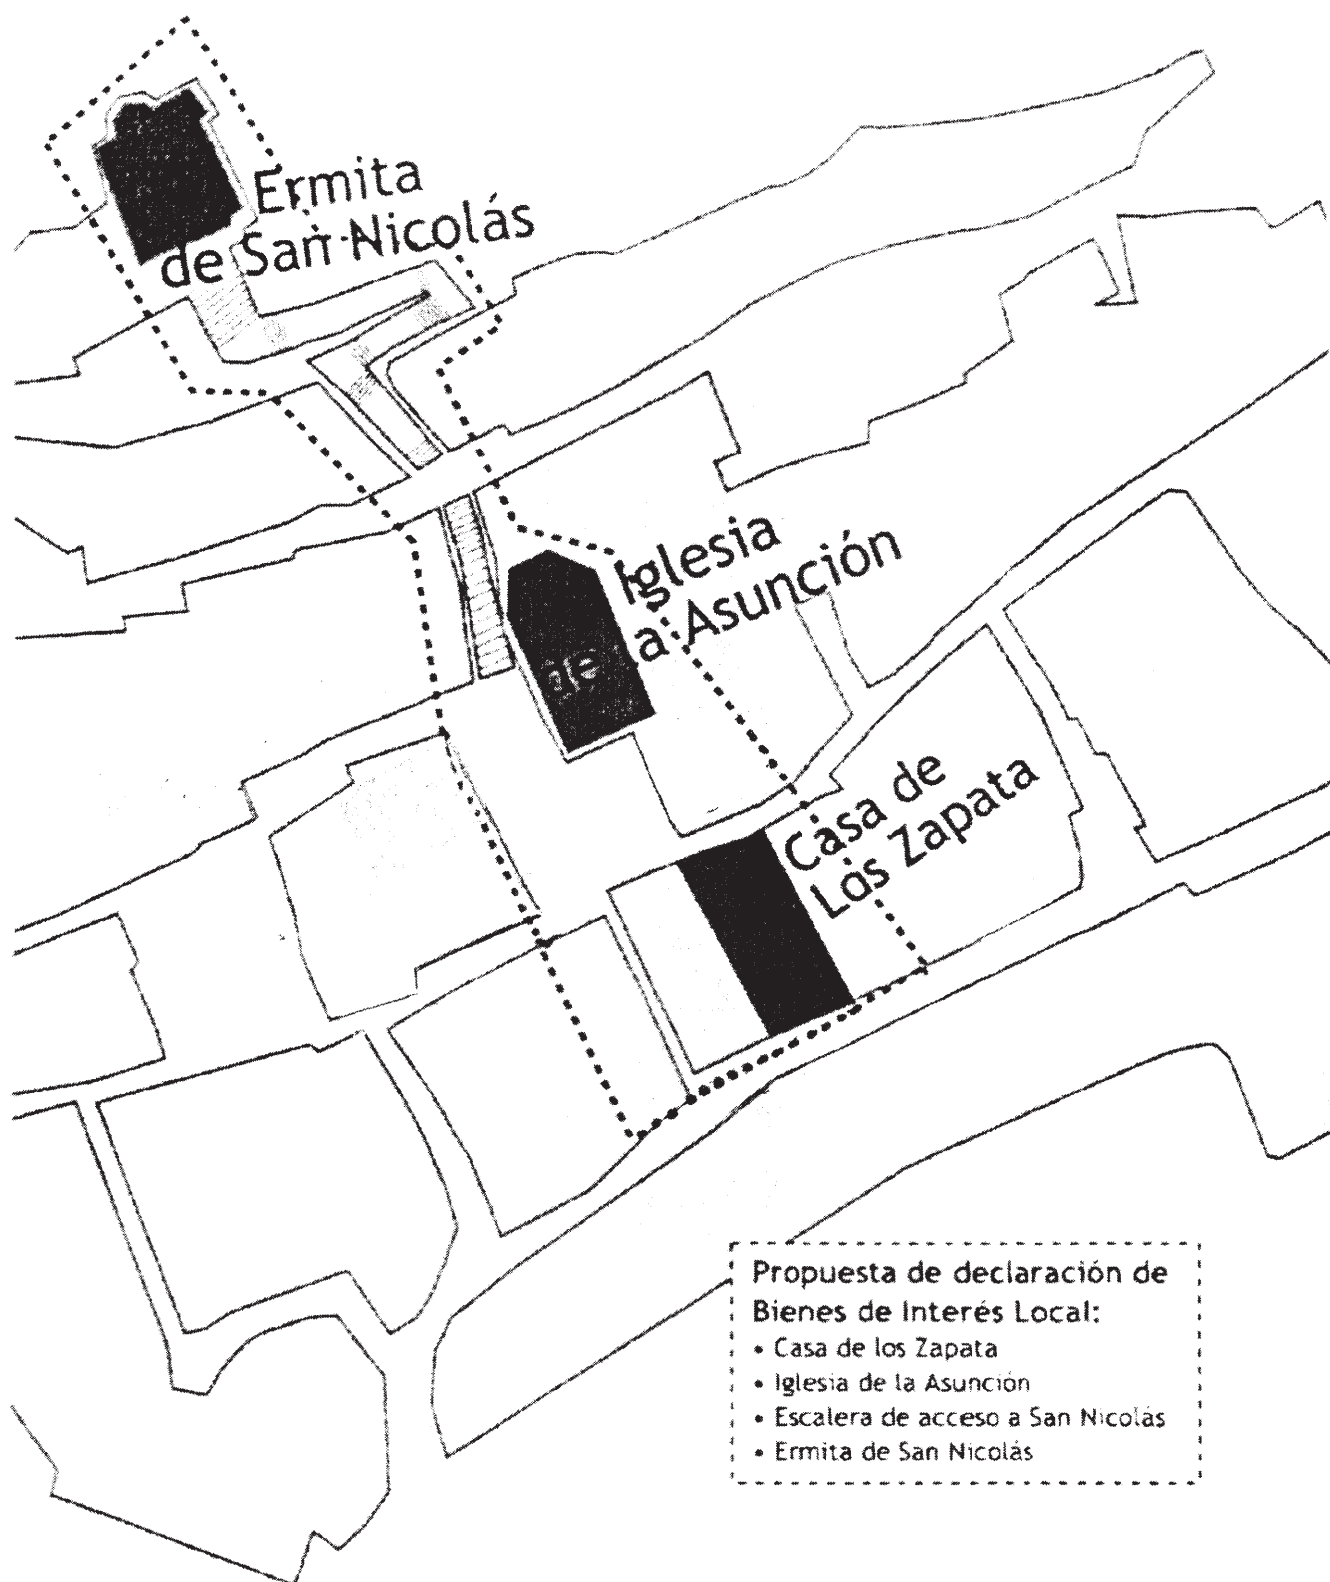 Ermita
de San Nicolás
Iglesia
de la Asunción
Casa de
Los Zapata
Propuesta de declaración de
Bienes de Interés Local:
• Casa de los Zapata
• Iglesia de la Asunción
• Escalera de acceso a San Nicolás
• Ermita de San Nicolás